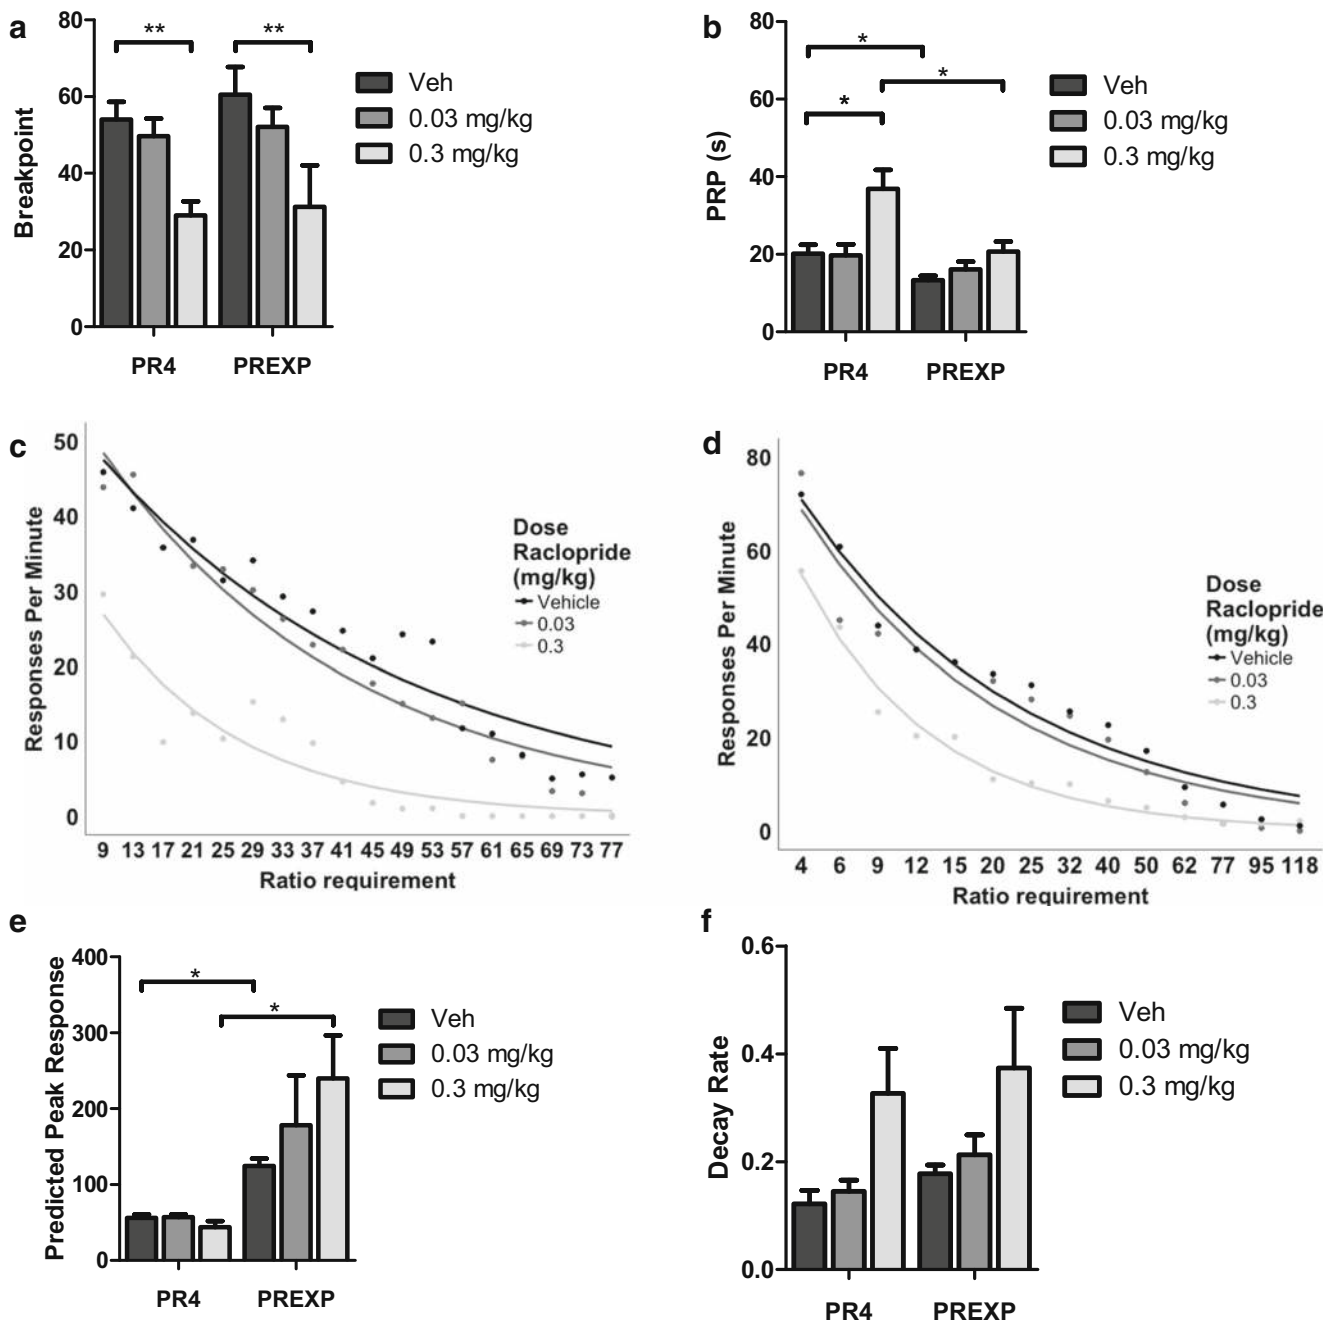 a
80
60
40
20
0
Breakpoint
**
**
PR4
PREXP
Veh
0.03 mg/kg
0.3 mg/kg
b
80
60
40
20
0
PRP (s)
*
*
*
PR4
PREXP
Veh
0.03 mg/kg
0.3 mg/kg
c
50
40
30
20
10
0
Responses Per Minute
Dose
Raclopride
(mg/kg)
Vehicle
0.03
0.3
9 13 17 21 25 29 33 37 41 45 49 53 57 61 65 69 73 77
Ratio requirement
d
80
60
40
20
0
Responses Per Minute
Dose
Raclopride
(mg/kg)
Vehicle
0.03
0.3
4 6 9 12 15 20 25 32 40 50 62 77 95 118
Ratio requirement
e
400
300
200
100
0
Predicted Peak Response
*
*
PR4
PREXP
Veh
0.03 mg/kg
0.3 mg/kg
f
0.6
0.4
0.2
0.0
Decay Rate
PR4
PREXP
Veh
0.03 mg/kg
0.3 mg/kg